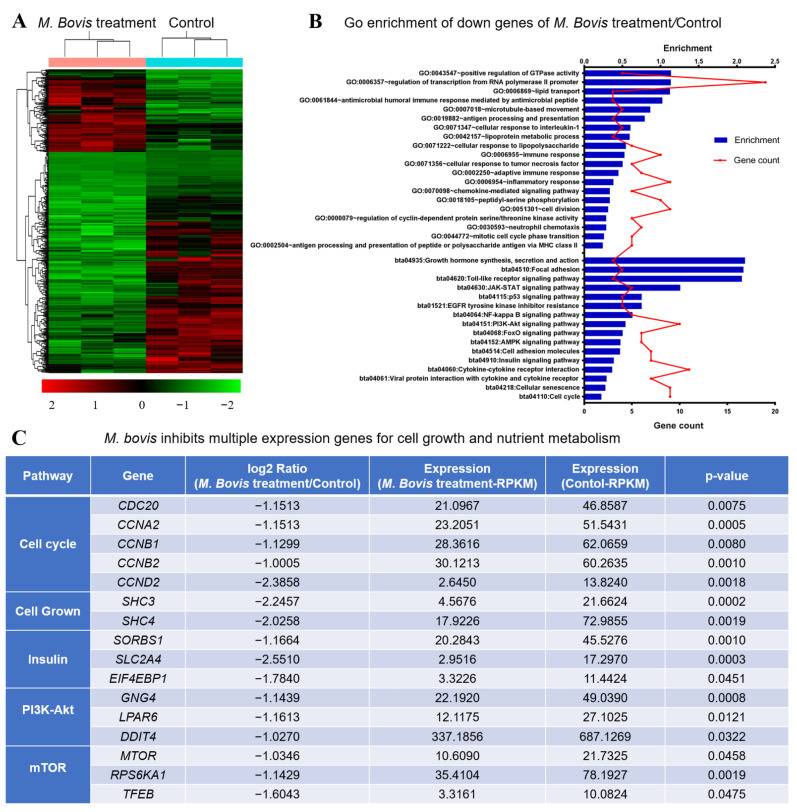 A
M. Bovis treatment
Control
2
1
0
−1
−2
B
Go enrichment of down genes of M. Bovis treatment/Control
Enrichment
0.0
0.5
1.0
1.5
2.0
GO:0043547~positive regulation of GTPase activity
GO:0006357~regulation of transcription from RNA polymerase II promoter
GO:0006869~lipid transport
GO:0061844~antimicrobial humoral immune response mediated by antimicrobial peptide
GO:0007018~microtubule-based movement
GO:0019882~antigen processing and presentation
GO:0071347~cellular response to interleukin-1
GO:0042157~lipoprotein metabolic process
GO:0071222~cellular response to lipopolysaccharide
GO:0006955~immune response
GO:0071356~cellular response to tumor necrosis factor
GO:0002250~adaptive immune response
GO:0006954~inflammatory response
GO:0070098~chemokine-mediated signaling pathway
GO:0018105~peptidyl-serine phosphorylation
GO:0051301~cell division
GO:0000079~regulation of cyclin-dependent protein serine/threonine kinase activity
GO:0030593~neutrophil chemotaxis
GO:0044772~mitotic cell cycle phase transition
GO:0002504~antigen processing and presentation of peptide or polysaccharide antigen via MHC class II
bta04935:Growth hormone synthesis, secretion and action
bta04510:Focal adhesion
bta04620:Toll-like receptor signaling pathway
bta04630:JAK-STAT signaling pathway
bta04115:p53 signaling pathway
bta01521:EGFR tyrosine kinase inhibitor resistance
bta04064:NF-kappa B signaling pathway
bta04151:PI3K-Akt signaling pathway
bta04068:FoxO signaling pathway
bta04152:AMPK signaling pathway
bta04514:Cell adhesion molecules
bta04910:Insulin signaling pathway
bta04060:Cytokine-cytokine receptor interaction
bta04061:Viral protein interaction with cytokine and cytokine receptor
bta04218:Cellular senescence
bta04110:Cell cycle
Enrichment
Gene count
0
5
10
15
20
Gene count
C
M. bovis inhibits multiple expression genes for cell growth and nutrient metabolism
Pathway Gene log2 Ratio (M. Bovis treatment/Control) Expression (M. Bovis treatment-RPKM) Expression (Contol-RPKM) p-value
Cell cycle
CDC20 −1.1513 21.0967 46.8587 0.0075
CCNA2 −1.1513 23.2051 51.5431 0.0005
CCNB1 −1.1299 28.3616 62.0659 0.0080
CCNB2 −1.0005 30.1213 60.2635 0.0010
CCND2 −2.3858 2.6450 13.8240 0.0018
Cell Grown
SHC3 −2.2457 4.5676 21.6624 0.0002
SHC4 −2.0258 17.9226 72.9855 0.0019
Insulin
SORBS1 −1.1664 20.2843 45.5276 0.0010
SLC2A4 −2.5510 2.9516 17.2970 0.0003
EIF4EBP1 −1.7840 3.3226 11.4424 0.0451
PI3K-Akt
GNG4 −1.1439 22.1920 49.0390 0.0008
LPAR6 −1.1613 12.1175 27.1025 0.0121
DDIT4 −1.0270 337.1856 687.1269 0.0322
mTOR
MTOR −1.0346 10.6090 21.7325 0.0458
RPS6KA1 −1.1429 35.4104 78.1927 0.0019
TFEB −1.6043 3.3161 10.0824 0.0475